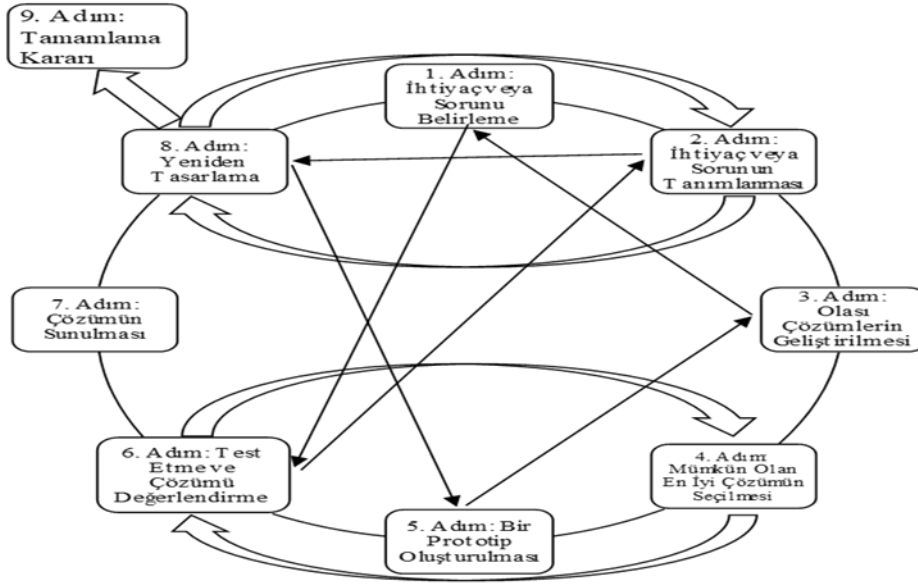 9. Adım:
Tamamlama
Kararı
1. Adım:
İhtiyaç veya
Sorunu
Belirleme
2. Adım:
İhtiyaç veya
Sorunun
Tanımlanması
3. Adım:
Olası
Çözümlerin
Geliştirilmesi
4. Adım:
Mümkün Olan
En İyi Çözümün
Seçilmesi
5. Adım: Bir
Prototip
Oluşturulması
6. Adım: Test
Etme ve
Çözümü
Değerlendirme
7. Adım:
Çözümün
Sunulması
8. Adım:
Yeniden
Tasarlama